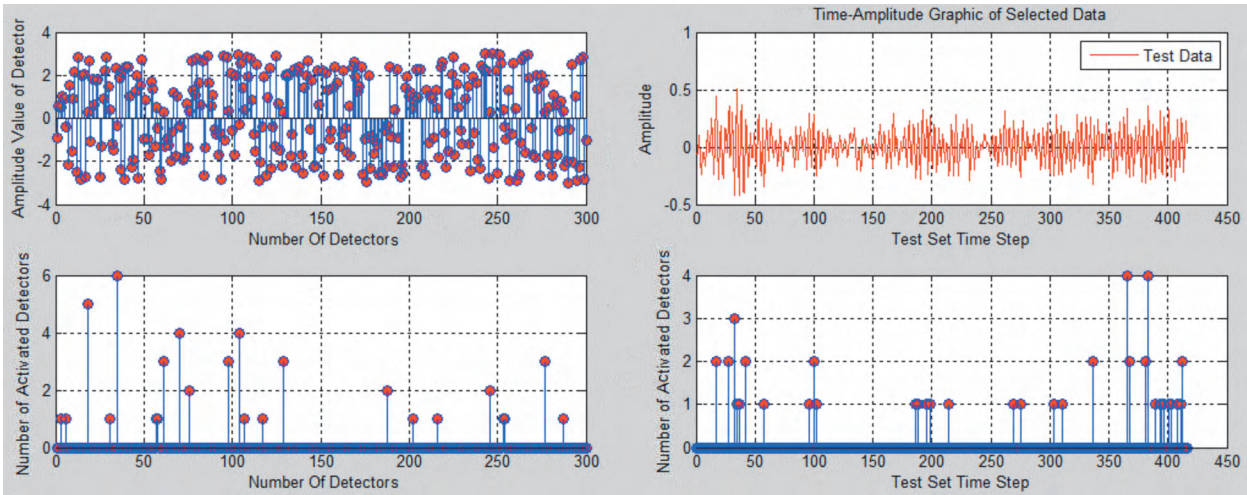 Amplitude Value of Detector
4
2
0
-2
-4
0 50 100 150 200 250 300
Number Of Detectors
Time-Amplitude Graphic of Selected Data
Test Data
Amplitude
1
0.5
0
-0.5
0 50 100 150 200 250 300 350 400 450
Test Set Time Step
Number of Activated Detectors
6
4
2
0
0 50 100 150 200 250 300
Number Of Detectors
Number of Activated Detectors
4
3
2
1
0
0 50 100 150 200 250 300 350 400 450
Test Set Time Step